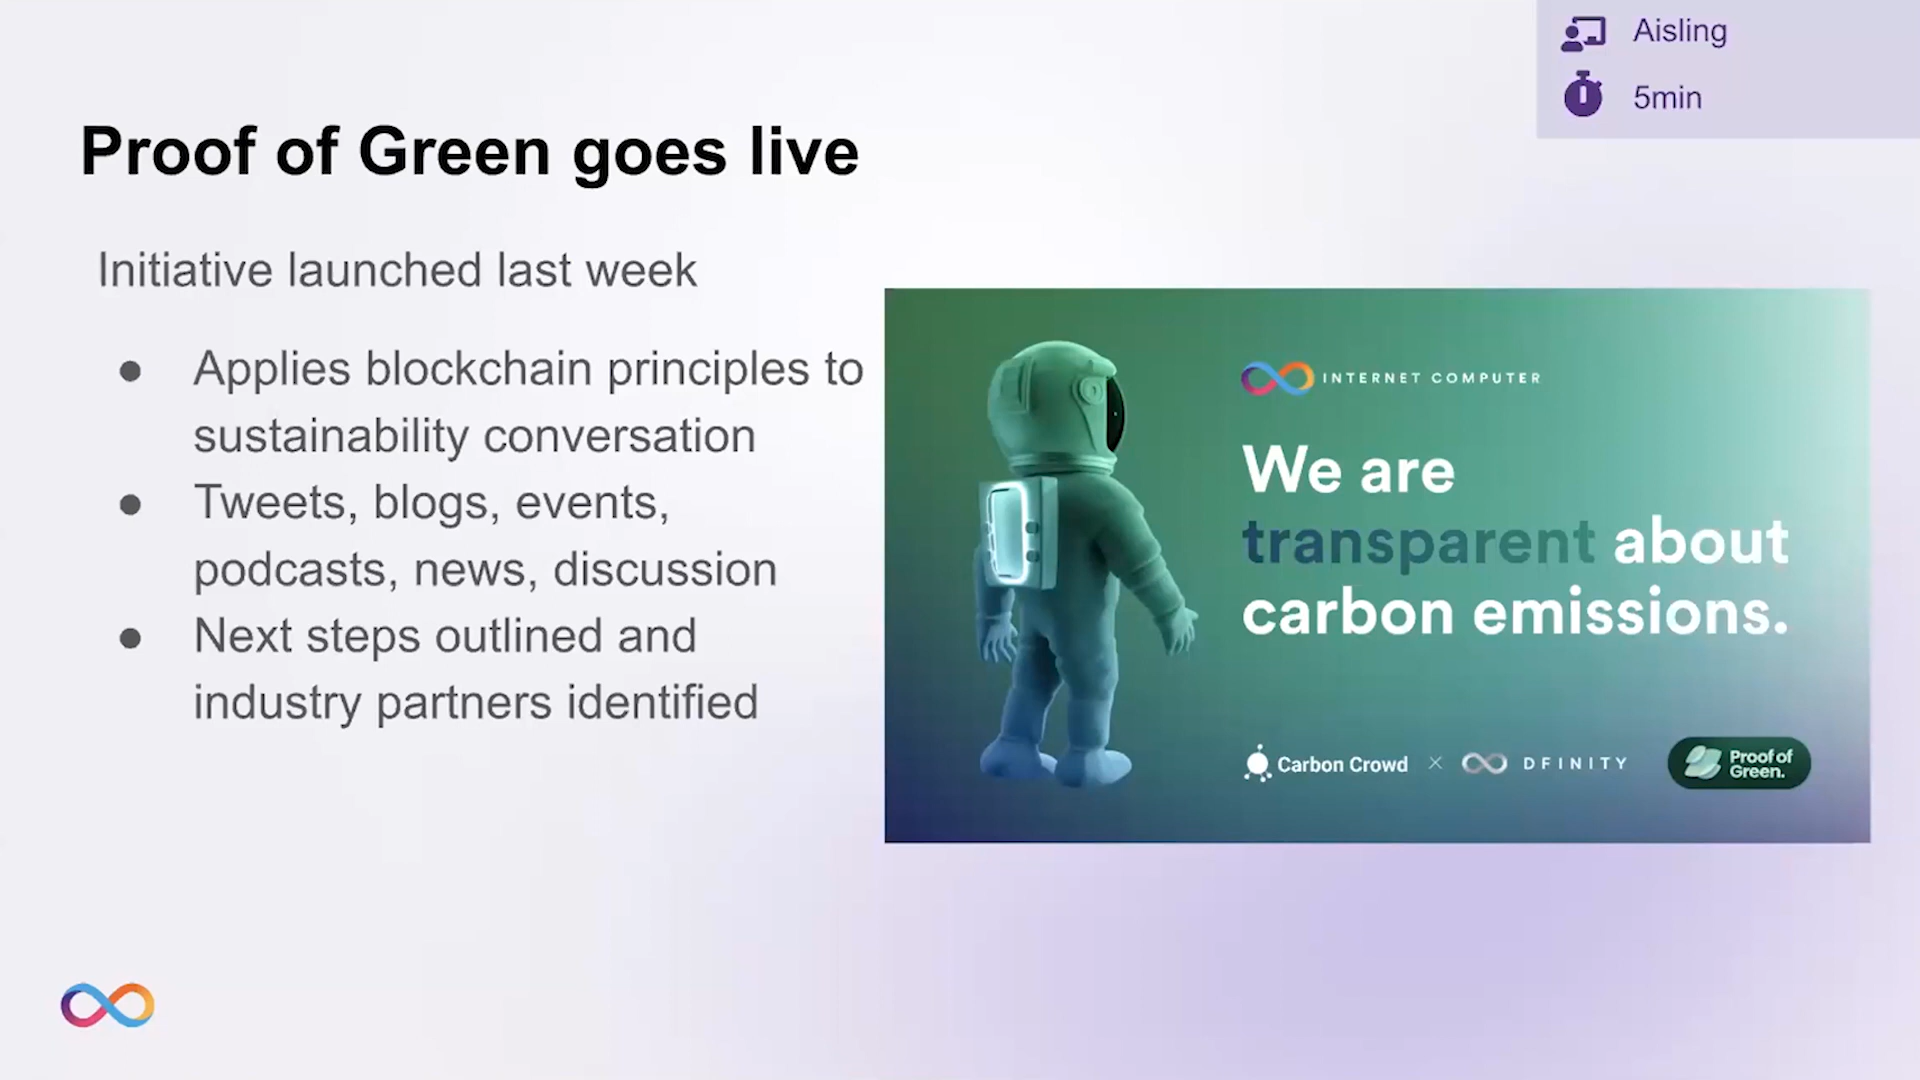 Aisling
5min
Proof of Green goes live
Initiative launched last week
● Applies blockchain principles to
sustainability conversation
● Tweets, blogs, events,
podcasts, news, discussion
● Next steps outlined and
industry partners identified
INTERNET COMPUTER
We are
transparent about
carbon emissions.
Carbon Crowd × DFINITY
Proof of
Green.